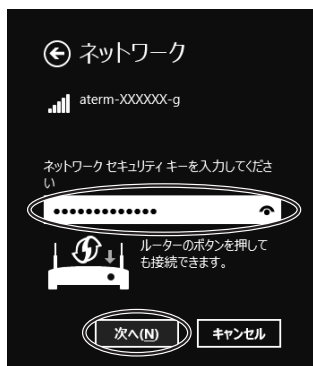 ネットワーク
aterm-XXXXXX-g
ネットワーク セキュリティ キーを入力してくださ
い
●●●●●●●●●●●●●
ルーターのボタンを押して
も接続できます。
次へ(N)
キャンセル